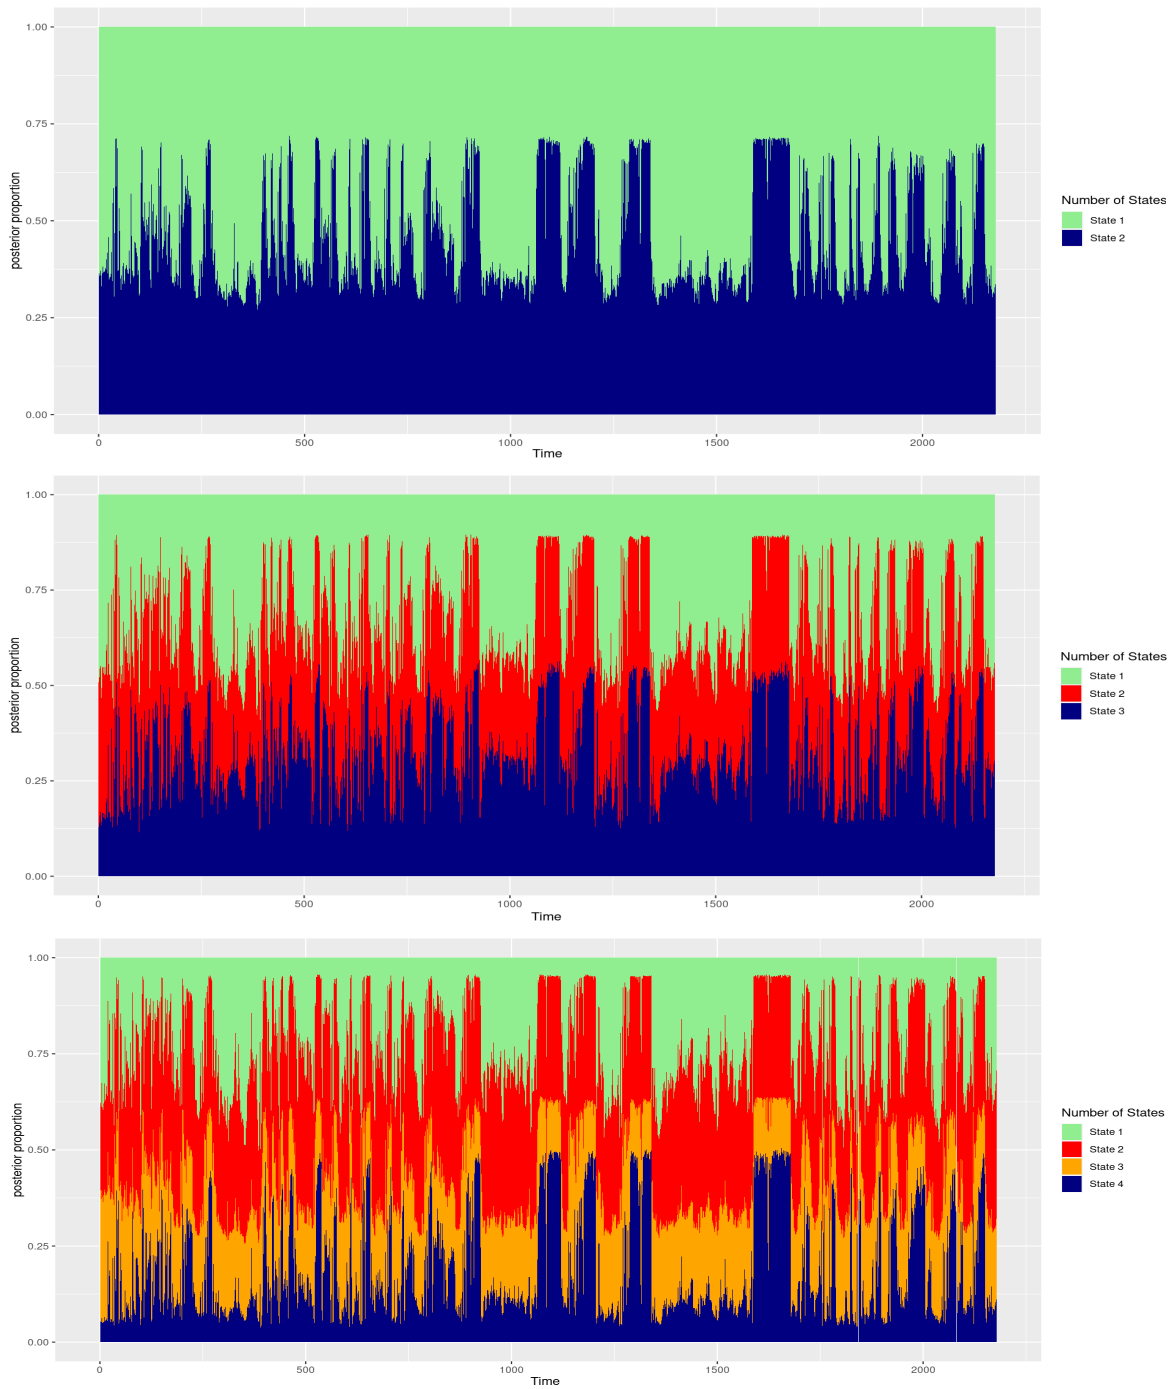 1.00
0.75
0.50
0.25
0.00
posterior proportion
0
500
1000
1500
2000
Time
Number of States
State 1
State 2
1.00
0.75
0.50
0.25
0.00
posterior proportion
0
500
1000
1500
2000
Time
Number of States
State 1
State 2
State 3
1.00
0.75
0.50
0.25
0.00
posterior proportion
0
500
1000
1500
2000
Time
Number of States
State 1
State 2
State 3
State 4